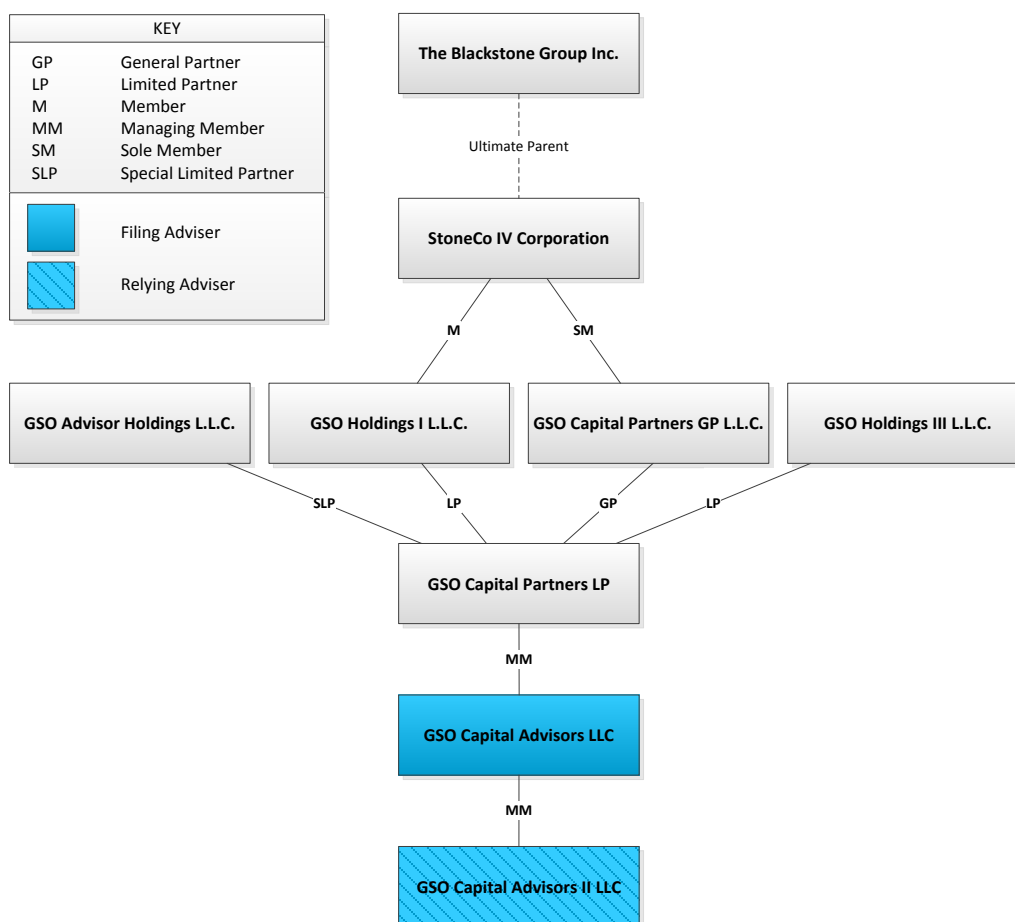 KEY
GP General Partner
LP Limited Partner
M Member
MM Managing Member
SM Sole Member
SLP Special Limited Partner
Filing Adviser
Relying Adviser
The Blackstone Group Inc.
Ultimate Parent
StoneCo IV Corporation
M SM
GSO Advisor Holdings L.L.C. GSO Holdings I L.L.C. GSO Capital Partners GP L.L.C. GSO Holdings III L.L.C.
SLP LP GP LP
GSO Capital Partners LP
MM
GSO Capital Advisors LLC
MM
GSO Capital Advisors II LLC